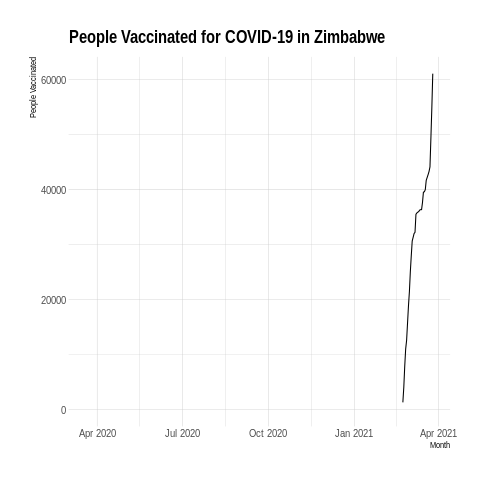 People Vaccinated for COVID-19 in Zimbabwe
People Vaccinated
60000
40000
20000
0
Apr 2020 Jul 2020 Oct 2020 Jan 2021 Apr 2021
Month